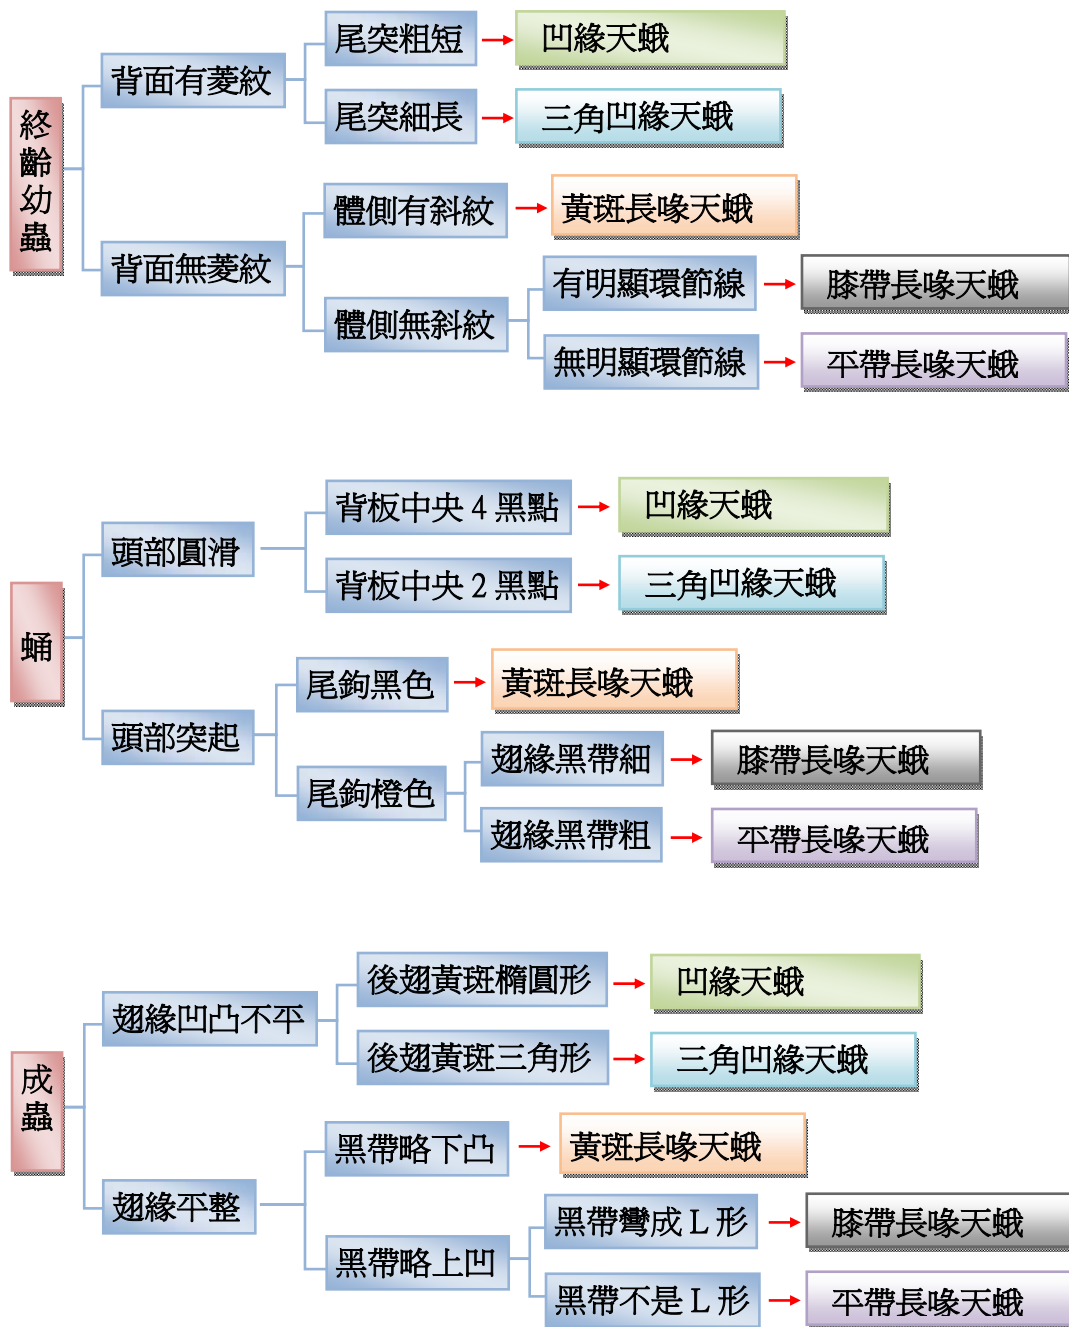 終齡幼蟲
背面有菱紋
尾突粗短
凹緣天蛾
尾突細長
三角凹緣天蛾
背面無菱紋
體側有斜紋
黃斑長喙天蛾
體側無斜紋
有明顯環節線
膝帶長喙天蛾
無明顯環節線
平帶長喙天蛾
蛹
頭部圓滑
背板中央 4 黑點
凹緣天蛾
背板中央 2 黑點
三角凹緣天蛾
頭部突起
尾鉤黑色
黃斑長喙天蛾
尾鉤橙色
翅緣黑帶細
膝帶長喙天蛾
翅緣黑帶粗
平帶長喙天蛾
成蟲
翅緣凹凸不平
後翅黃斑橢圓形
凹緣天蛾
後翅黃斑三角形
三角凹緣天蛾
翅緣平整
黑帶略下凸
黃斑長喙天蛾
黑帶略上凹
黑帶彎成 L 形
膝帶長喙天蛾
黑帶不是 L 形
平帶長喙天蛾